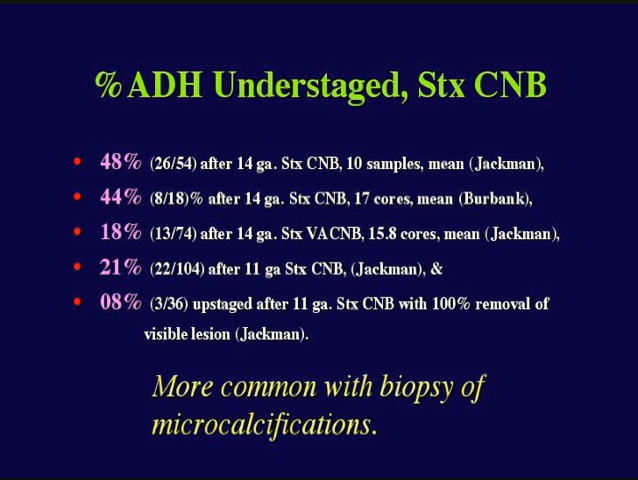 % ADH Understaged, Stx CNB
• 48% (26/54) after 14 ga. Stx CNB, 10 samples, mean (Jackman),
• 44% (8/18)% after 14 ga. Stx CNB, 17 cores, mean (Burbank),
• 18% (13/74) after 14 ga. Stx VACNB, 15.8 cores, mean (Jackman),
• 21% (22/104) after 11 ga Stx CNB, (Jackman), &
• 08% (3/36) upstaged after 11 ga. Stx CNB with 100% removal of
visible lesion (Jackman).
More common with biopsy of
microcalcifications.